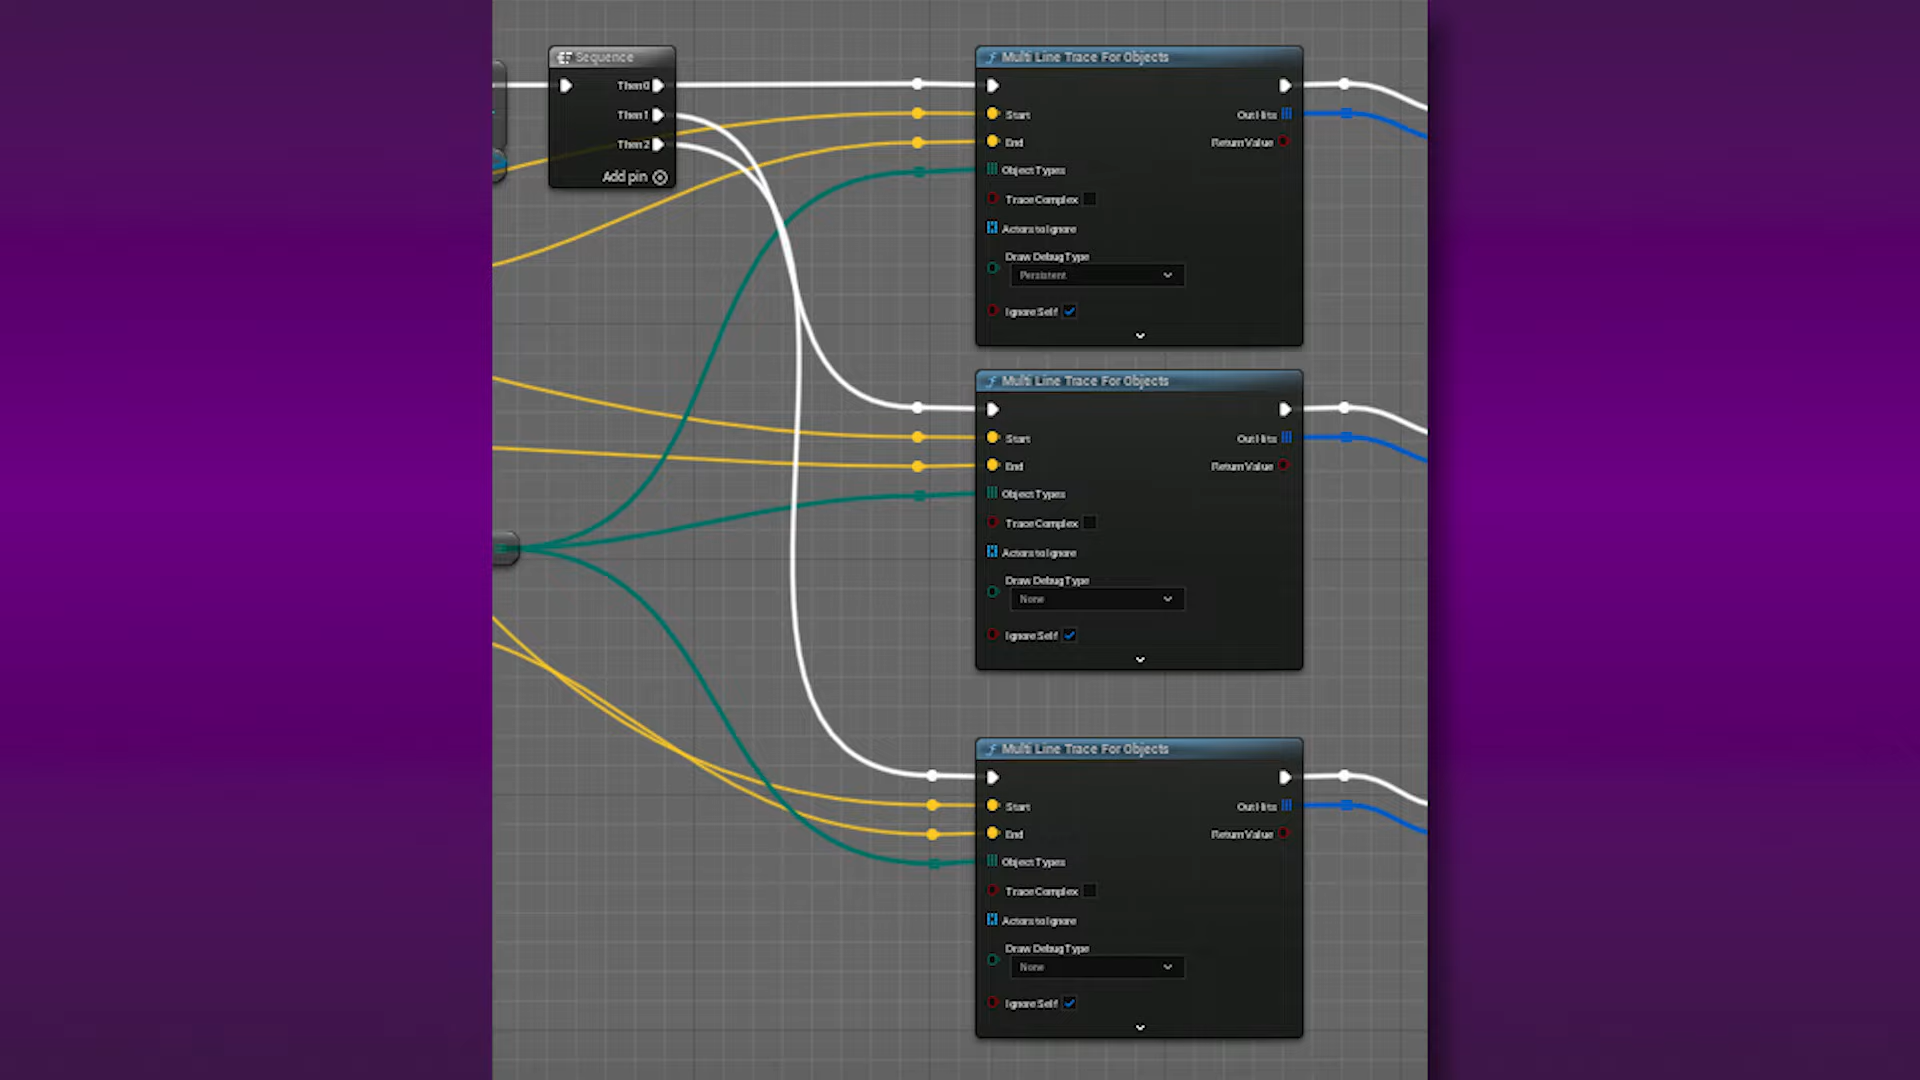 Sequence
Then 0
Then 1
Then 2
Add pin
Multi Line Trace For Objects
Start
Out Hits
End
Return Value
Object Types
Trace Complex
Actors to Ignore
Draw Debug Type
Persistent
Ignore Self
Multi Line Trace For Objects
Start
Out Hits
End
Return Value
Object Types
Trace Complex
Actors to Ignore
Draw Debug Type
None
Ignore Self
Multi Line Trace For Objects
Start
Out Hits
End
Return Value
Object Types
Trace Complex
Actors to Ignore
Draw Debug Type
None
Ignore Self